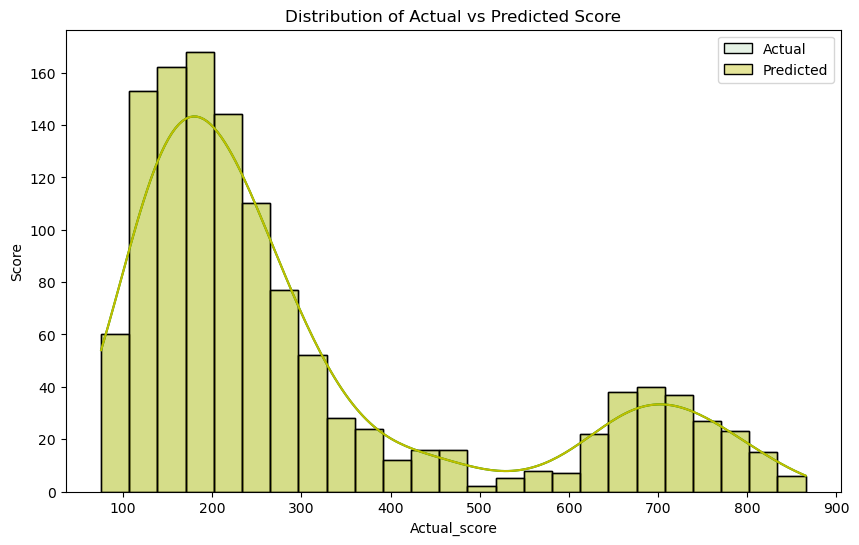 Distribution of Actual vs Predicted Score
Actual
Predicted
Score
160
140
120
100
80
60
40
20
0
100 200 300 400 500 600 700 800 900
Actual_score